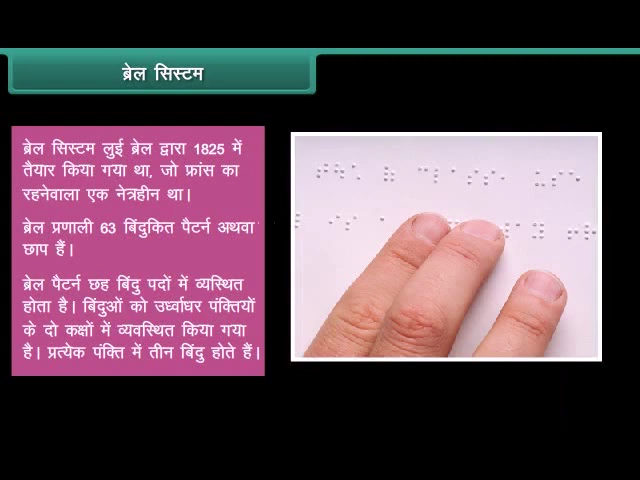 ब्रेल सिस्टम
ब्रेल सिस्टम लुई ब्रेल द्वारा 1825 में
तैयार किया गया था, जो फ्रांस का
रहनेवाला एक नेत्रहीन था।
ब्रेल प्रणाली 63 बिंदुकित पैटर्न अथवा
छाप हैं।
ब्रेल पैटर्न छह बिंदु पदों में व्यस्थित
होता है। बिंदुओं को उर्ध्वाघर पंक्तियों
के दो कक्षों में व्यवस्थित किया गया
है। प्रत्येक पंक्ति में तीन बिंदु होते हैं।